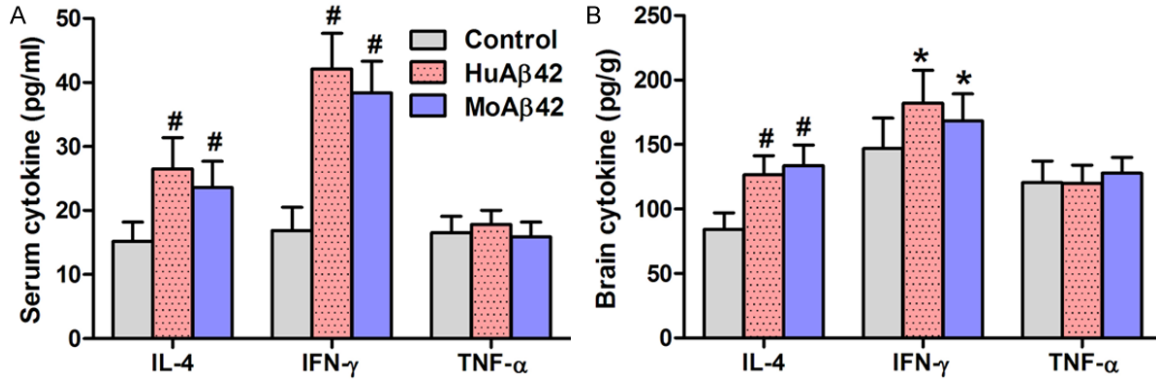 A
Serum cytokine (pg/ml)
50
40
30
20
10
0
# # # #
Control
HuAβ42
MoAβ42
IL-4 IFN-γ TNF-α
B
Brain cytokine (pg/g)
250
200
150
100
50
0
# # * *
IL-4 IFN-γ TNF-α